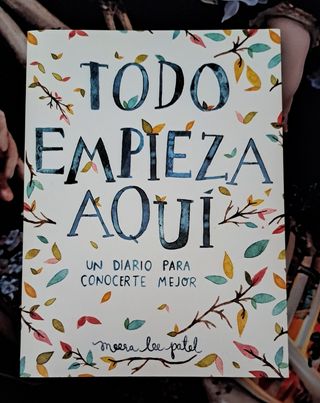 TODO
EMPIEZA
AQUÍ
UN DIARIO PARA
CONOCERTE MEJOR
meera lee patel